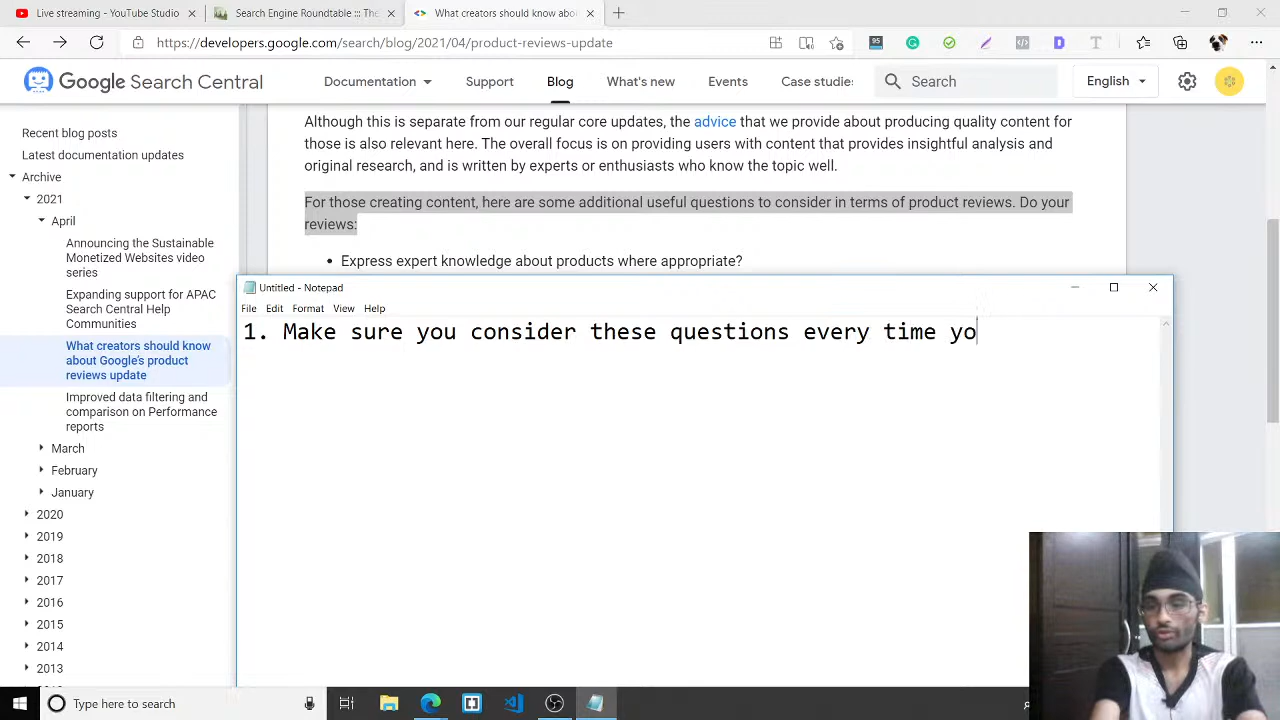 Live streaming - YouTube Studio
Search Engine Roundtable ::: The
What creators should know abou
https://developers.google.com/search/blog/2021/04/product-reviews-update
95
Google Search Central
Documentation
Support
Blog
What's new
Events
Case studies
Search
English
Recent blog posts
Latest documentation updates
Archive
2021
April
Announcing the Sustainable
Monetized Websites video
series
Expanding support for APAC
Search Central Help
Communities
What creators should know
about Google's product
reviews update
Improved data filtering and
comparison on Performance
reports
March
February
January
2020
2019
2018
2017
2016
2015
2014
2013
Although this is separate from our regular core updates, the advice that we provide about producing quality content for
those is also relevant here. The overall focus is on providing users with content that provides insightful analysis and
original research, and is written by experts or enthusiasts who know the topic well.
For those creating content, here are some additional useful questions to consider in terms of product reviews. Do your
reviews:
• Express expert knowledge about products where appropriate?
Untitled - Notepad
File Edit Format View Help
1. Make sure you consider these questions every time yo
Type here to search